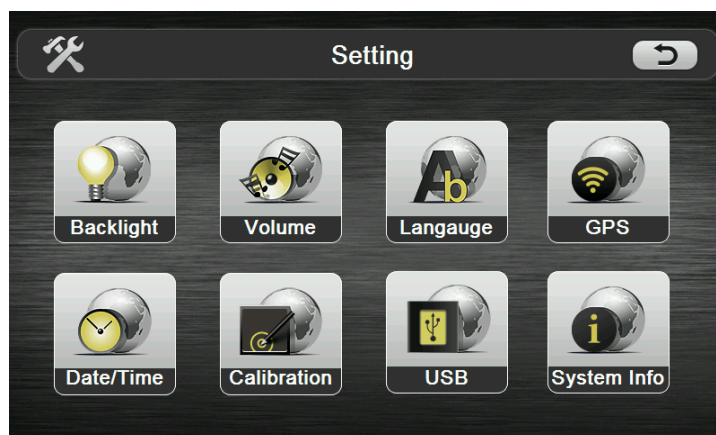 Setting
Backlight
Volume
Langauge
GPS
Date/Time
Calibration
USB
System Info